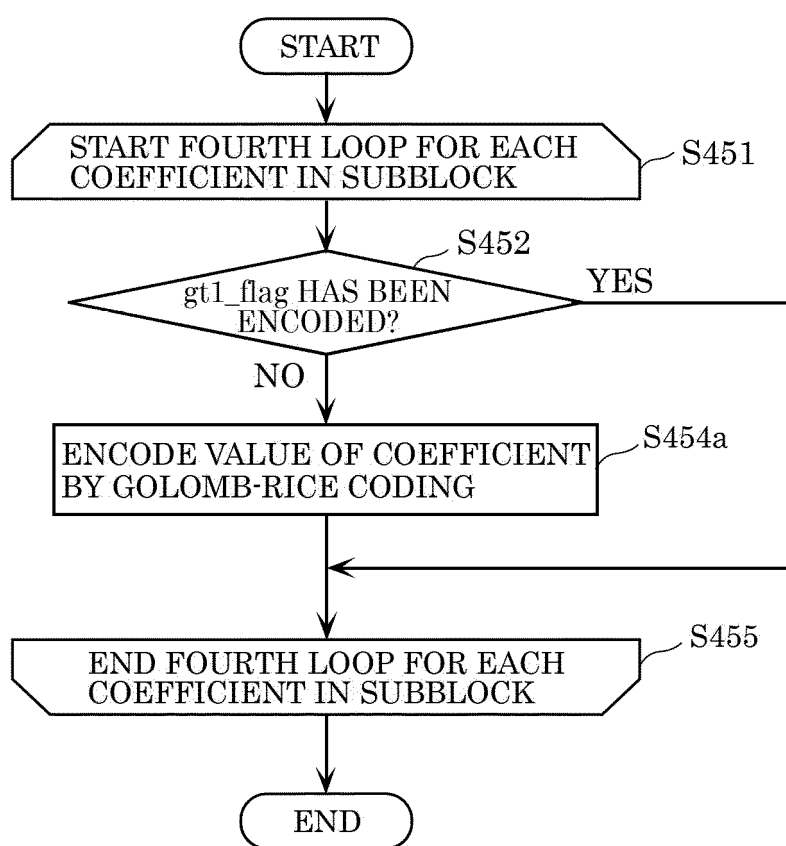 START
START FOURTH LOOP FOR EACH
COEFFICIENT IN SUBBLOCK
S451
S452
gt1_flag HAS BEEN
ENCODED?
YES
NO
S454a
ENCODE VALUE OF COEFFICIENT
BY GOLOMB-RICE CODING
S455
END FOURTH LOOP FOR EACH
COEFFICIENT IN SUBBLOCK
END